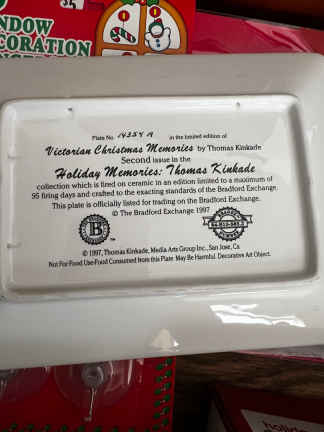 NDOW
CORATION
Plate No. 14354 A in the limited edition of
Victorian Christmas Memories by Thomas Kinkade
Second issue in the
Holiday Memories: Thomas Kinkade
collection which is fired on ceramic in an edition limited to a maximum of
95 firing days and crafted to the exacting standards of the Bradford Exchange.
This plate is officially listed for trading on the Bradford Exchange.
© The Bradford Exchange 1997
B
TM
© 1997, Thomas Kinkade, Media Arts Group Inc., San Jose, Ca
Not For Food Use-Food Consumed from this Plate May Be Harmful. Decorative Art Object.